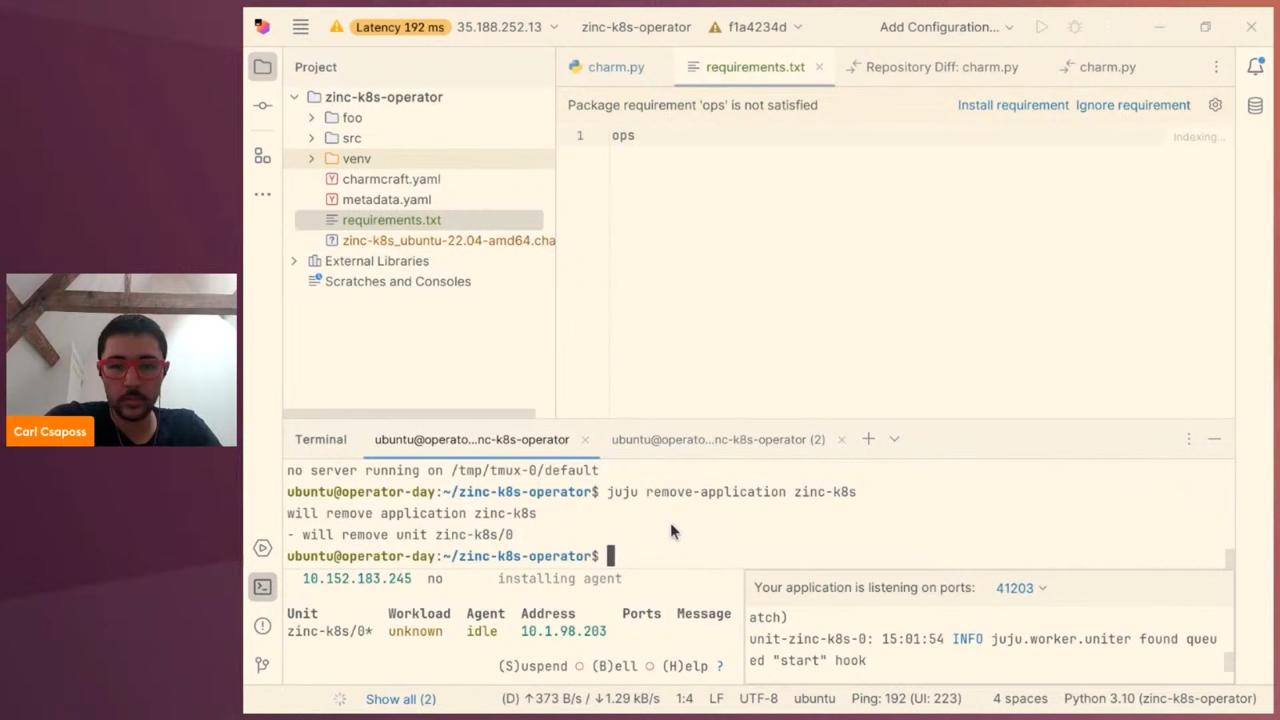 Latency 192 ms 35.188.252.13 zinc-k8s-operator f1a4234d Add Configuration...
Project
charm.py requirements.txt Repository Diff: charm.py charm.py
zinc-k8s-operator
foo
src
venv
charmcraft.yaml
metadata.yaml
requirements.txt
zinc-k8s_ubuntu-22.04-amd64.cha
External Libraries
Scratches and Consoles
Package requirement 'ops' is not satisfied Install requirement Ignore requirement
1 ops
Indexing...
Carl Csaposs
Terminal ubuntu@operato...nc-k8s-operator ubuntu@operato...nc-k8s-operator (2)
no server running on /tmp/tmux-0/default
ubuntu@operator-day:~/zinc-k8s-operator$ juju remove-application zinc-k8s
will remove application zinc-k8s
- will remove unit zinc-k8s/0
ubuntu@operator-day:~/zinc-k8s-operator$
10.152.183.245 no installing agent
Unit Workload Agent Address Ports Message
zinc-k8s/0* unknown idle 10.1.98.203
(S)uspend (B)ell (H)elp ?
Your application is listening on ports: 41203
atch)
unit-zinc-k8s-0: 15:01:54 INFO juju.worker.uniter found queu
ed "start" hook
Show all (2) (D) ↑373 B/s / ↓1.29 kB/s 1:4 LF UTF-8 ubuntu Ping: 192 (UI: 223) 4 spaces Python 3.10 (zinc-k8s-operator)